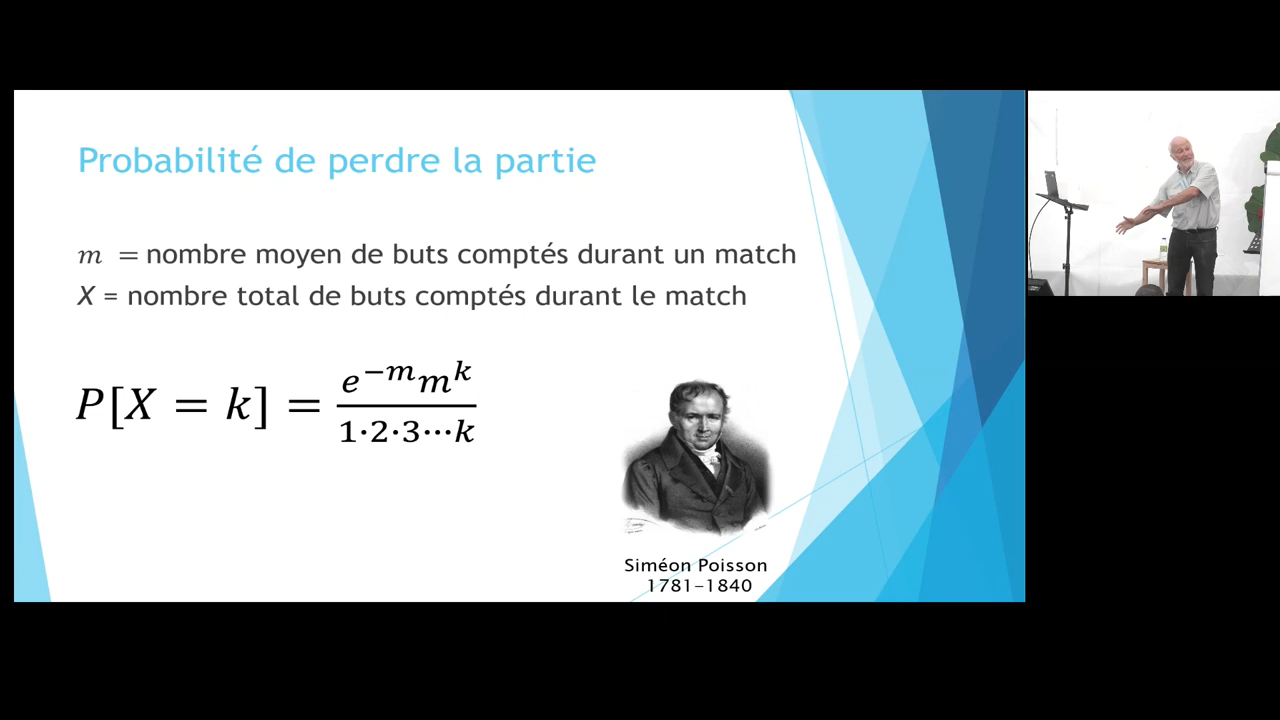 Probabilité de perdre la partie
m = nombre moyen de buts comptés durant un match
X = nombre total de buts comptés durant le match
P[X = k] = e^{-m}m^k / 1·2·3···k
Siméon Poisson
1781–1840